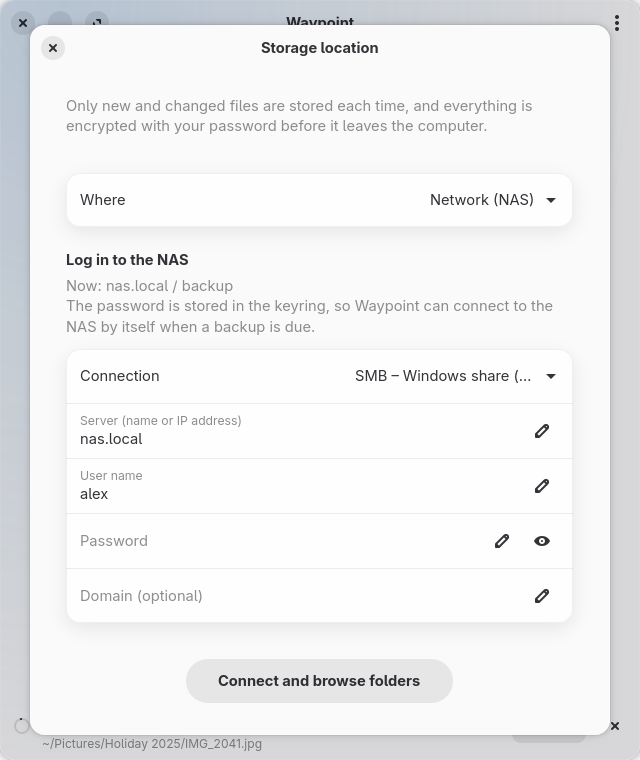 Waypoint
Storage location
Only new and changed files are stored each time, and everything is
encrypted with your password before it leaves the computer.
Where
Network (NAS)
Log in to the NAS
Now: nas.local / backup
The password is stored in the keyring, so Waypoint can connect to the
NAS by itself when a backup is due.
Connection
SMB – Windows share (…
Server (name or IP address)
nas.local
User name
alex
Password
Domain (optional)
Connect and browse folders
~/Pictures/Holiday 2025/IMG_2041.jpg